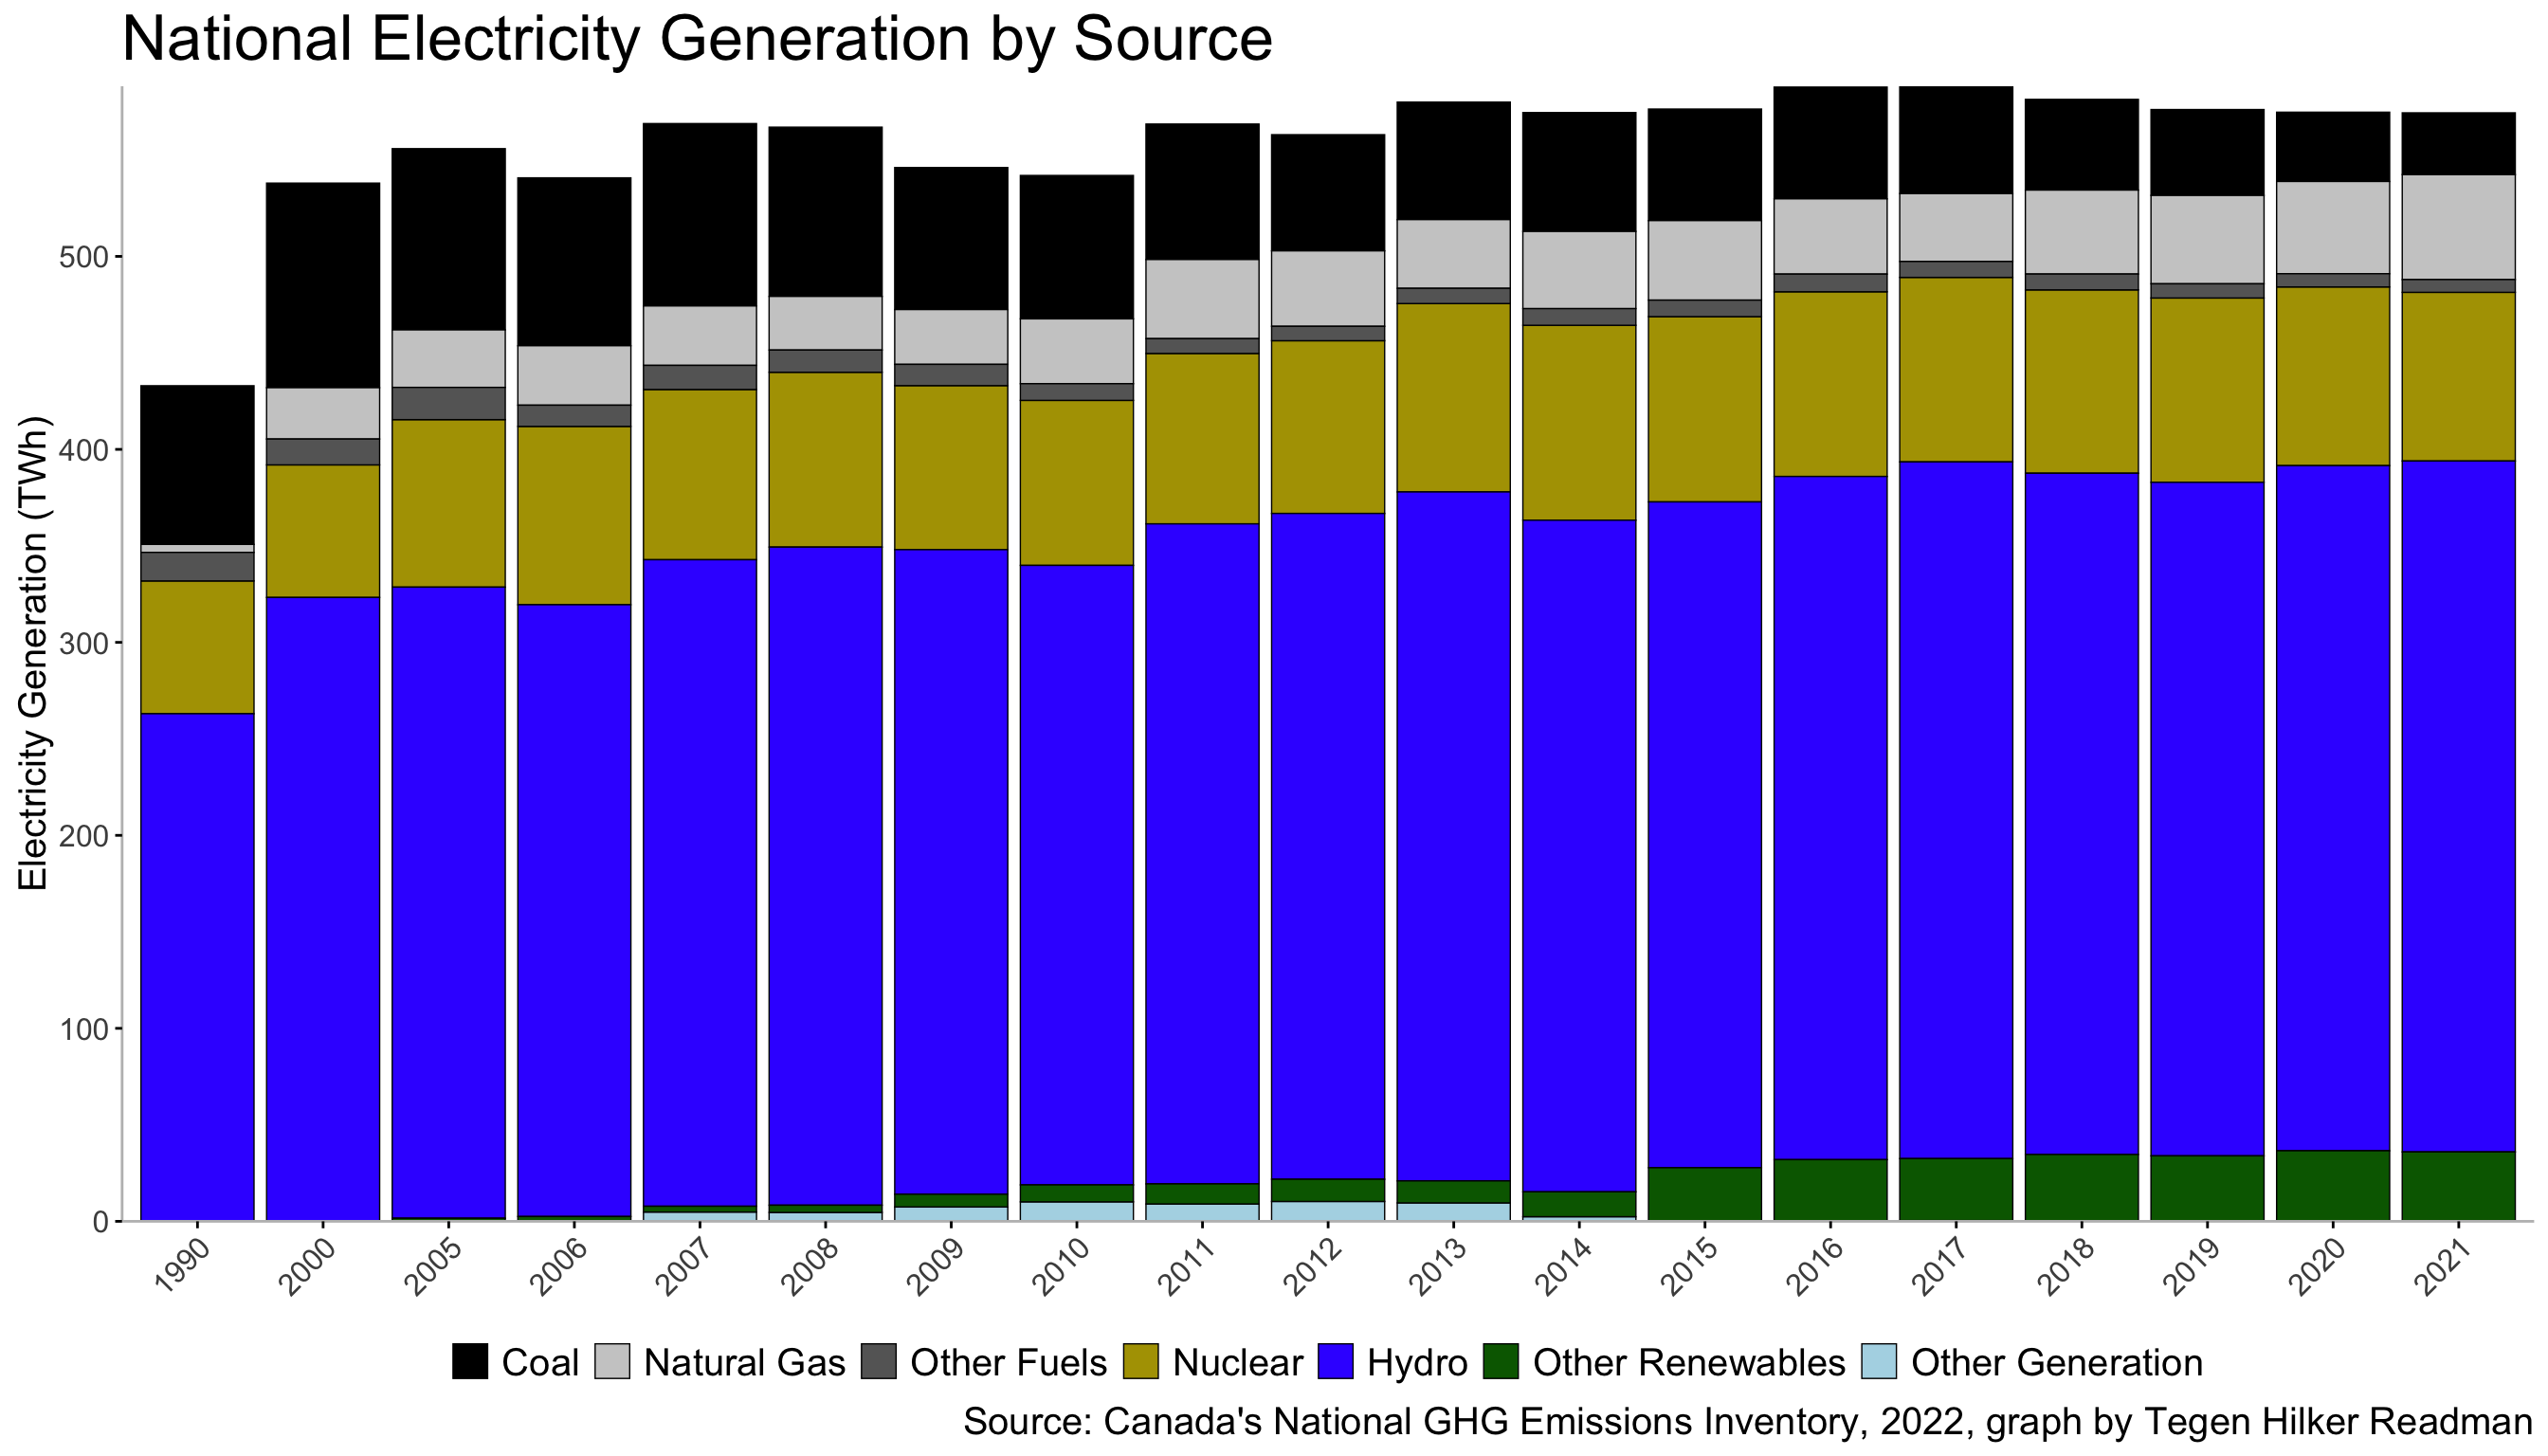 National Electricity Generation by Source
Electricity Generation (TWh)
500
400
300
200
100
0
1990 2000 2005 2006 2007 2008 2009 2010 2011 2012 2013 2014 2015 2016 2017 2018 2019 2020 2021
Coal Natural Gas Other Fuels Nuclear Hydro Other Renewables Other Generation
Source: Canada's National GHG Emissions Inventory, 2022, graph by Tegen Hilker Readman